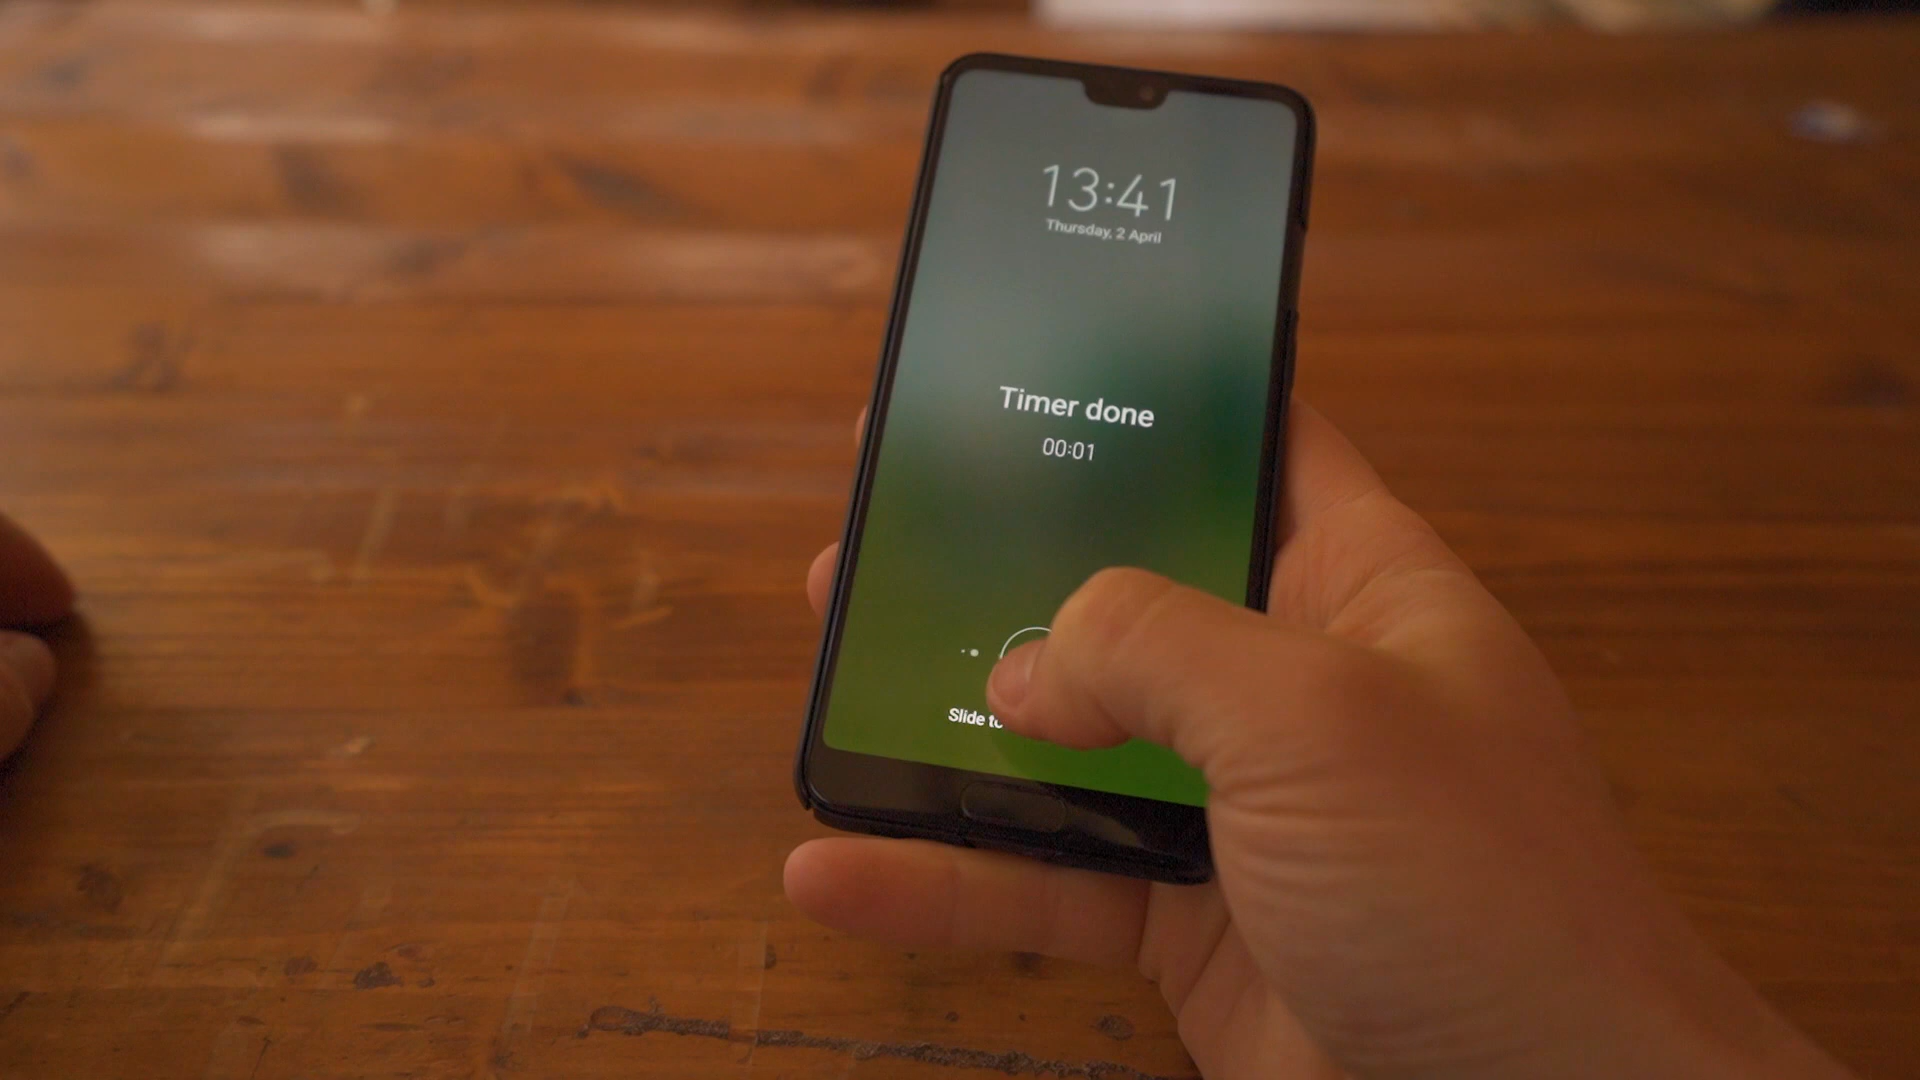 13:41
Thursday, 2 April
Timer done
00:01
Slide to